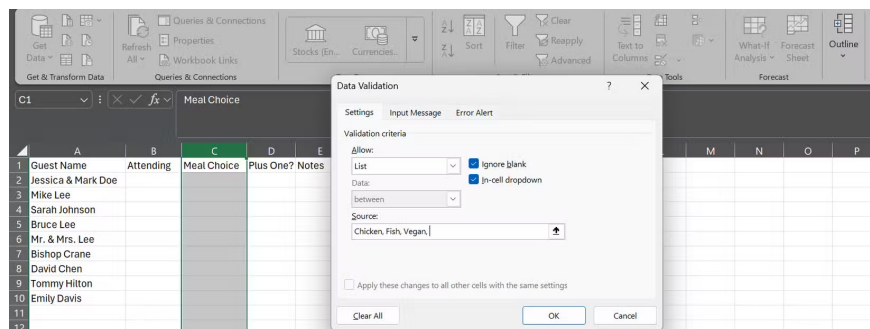 Get Data
Refresh All
Queries & Connections
Properties
Workbook Links
Stocks (En...
Currencies...
Sort
Filter
Clear
Reapply
Advanced
Text to Columns
What-If Analysis
Forecast Sheet
Outline
Get & Transform Data
Queries & Connections
Tools
Forecast
C1
fx
Meal Choice
Data Validation
?
Settings
Input Message
Error Alert
Validation criteria
Allow:
List
Ignore blank
Data:
In-cell dropdown
between
Source:
Chicken, Fish, Vegan,
Apply these changes to all other cells with the same settings
Clear All
OK
Cancel
A B C D E M N O P
1 Guest Name Attending Meal Choice Plus One? Notes
2 Jessica & Mark Doe
3 Mike Lee
4 Sarah Johnson
5 Bruce Lee
6 Mr. & Mrs. Lee
7 Bishop Crane
8 David Chen
9 Tommy Hilton
10 Emily Davis
11
12